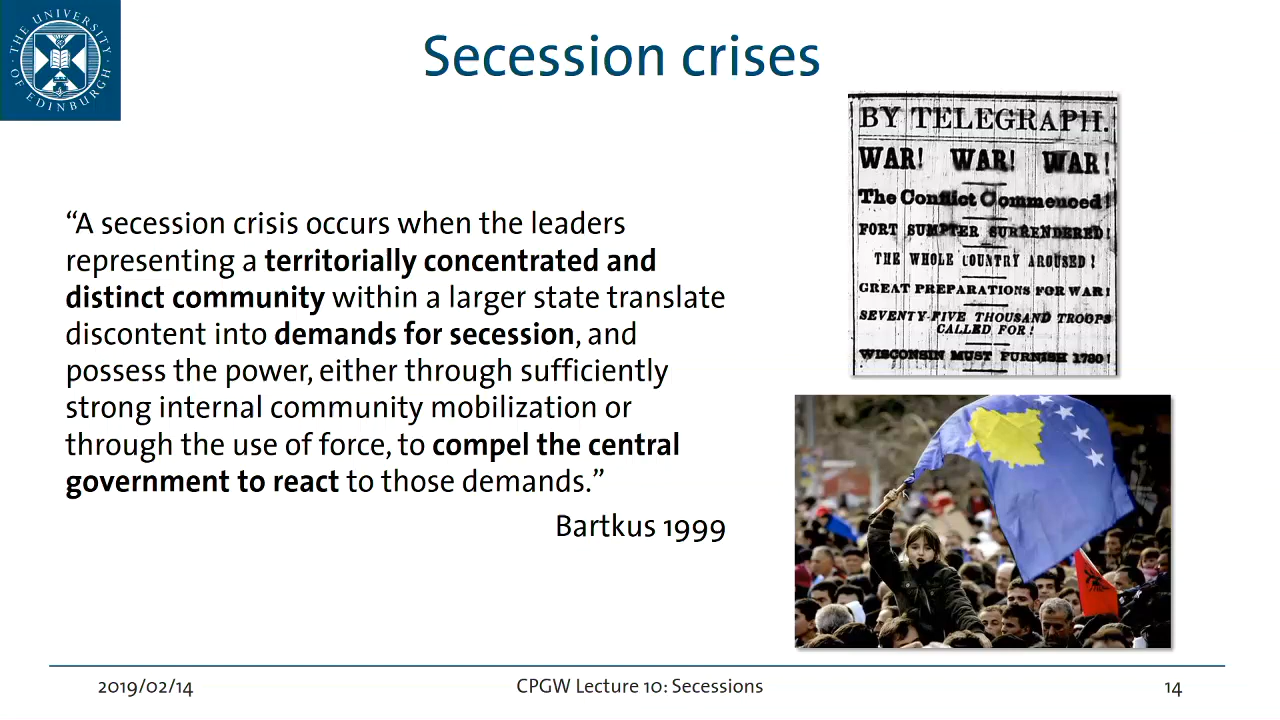 THE UNIVERSITY OF EDINBURGH
Secession crises
“A secession crisis occurs when the leaders
representing a territorially concentrated and
distinct community within a larger state translate
discontent into demands for secession, and
possess the power, either through sufficiently
strong internal community mobilization or
through the use of force, to compel the central
government to react to those demands.”
Bartkus 1999
BY TELEGRAPH.
WAR! WAR! WAR!
The Conflict Commenced!
FORT SUMPTER SURRENDERED!
THE WHOLE COUNTRY AROUSED!
GREAT PREPARATIONS FOR WAR!
SEVENTY-FIVE THOUSAND TROOPS
CALLED FOR!
WISCONSIN MUST FURNISH 1780!
2019/02/14
CPGW Lecture 10: Secessions
14